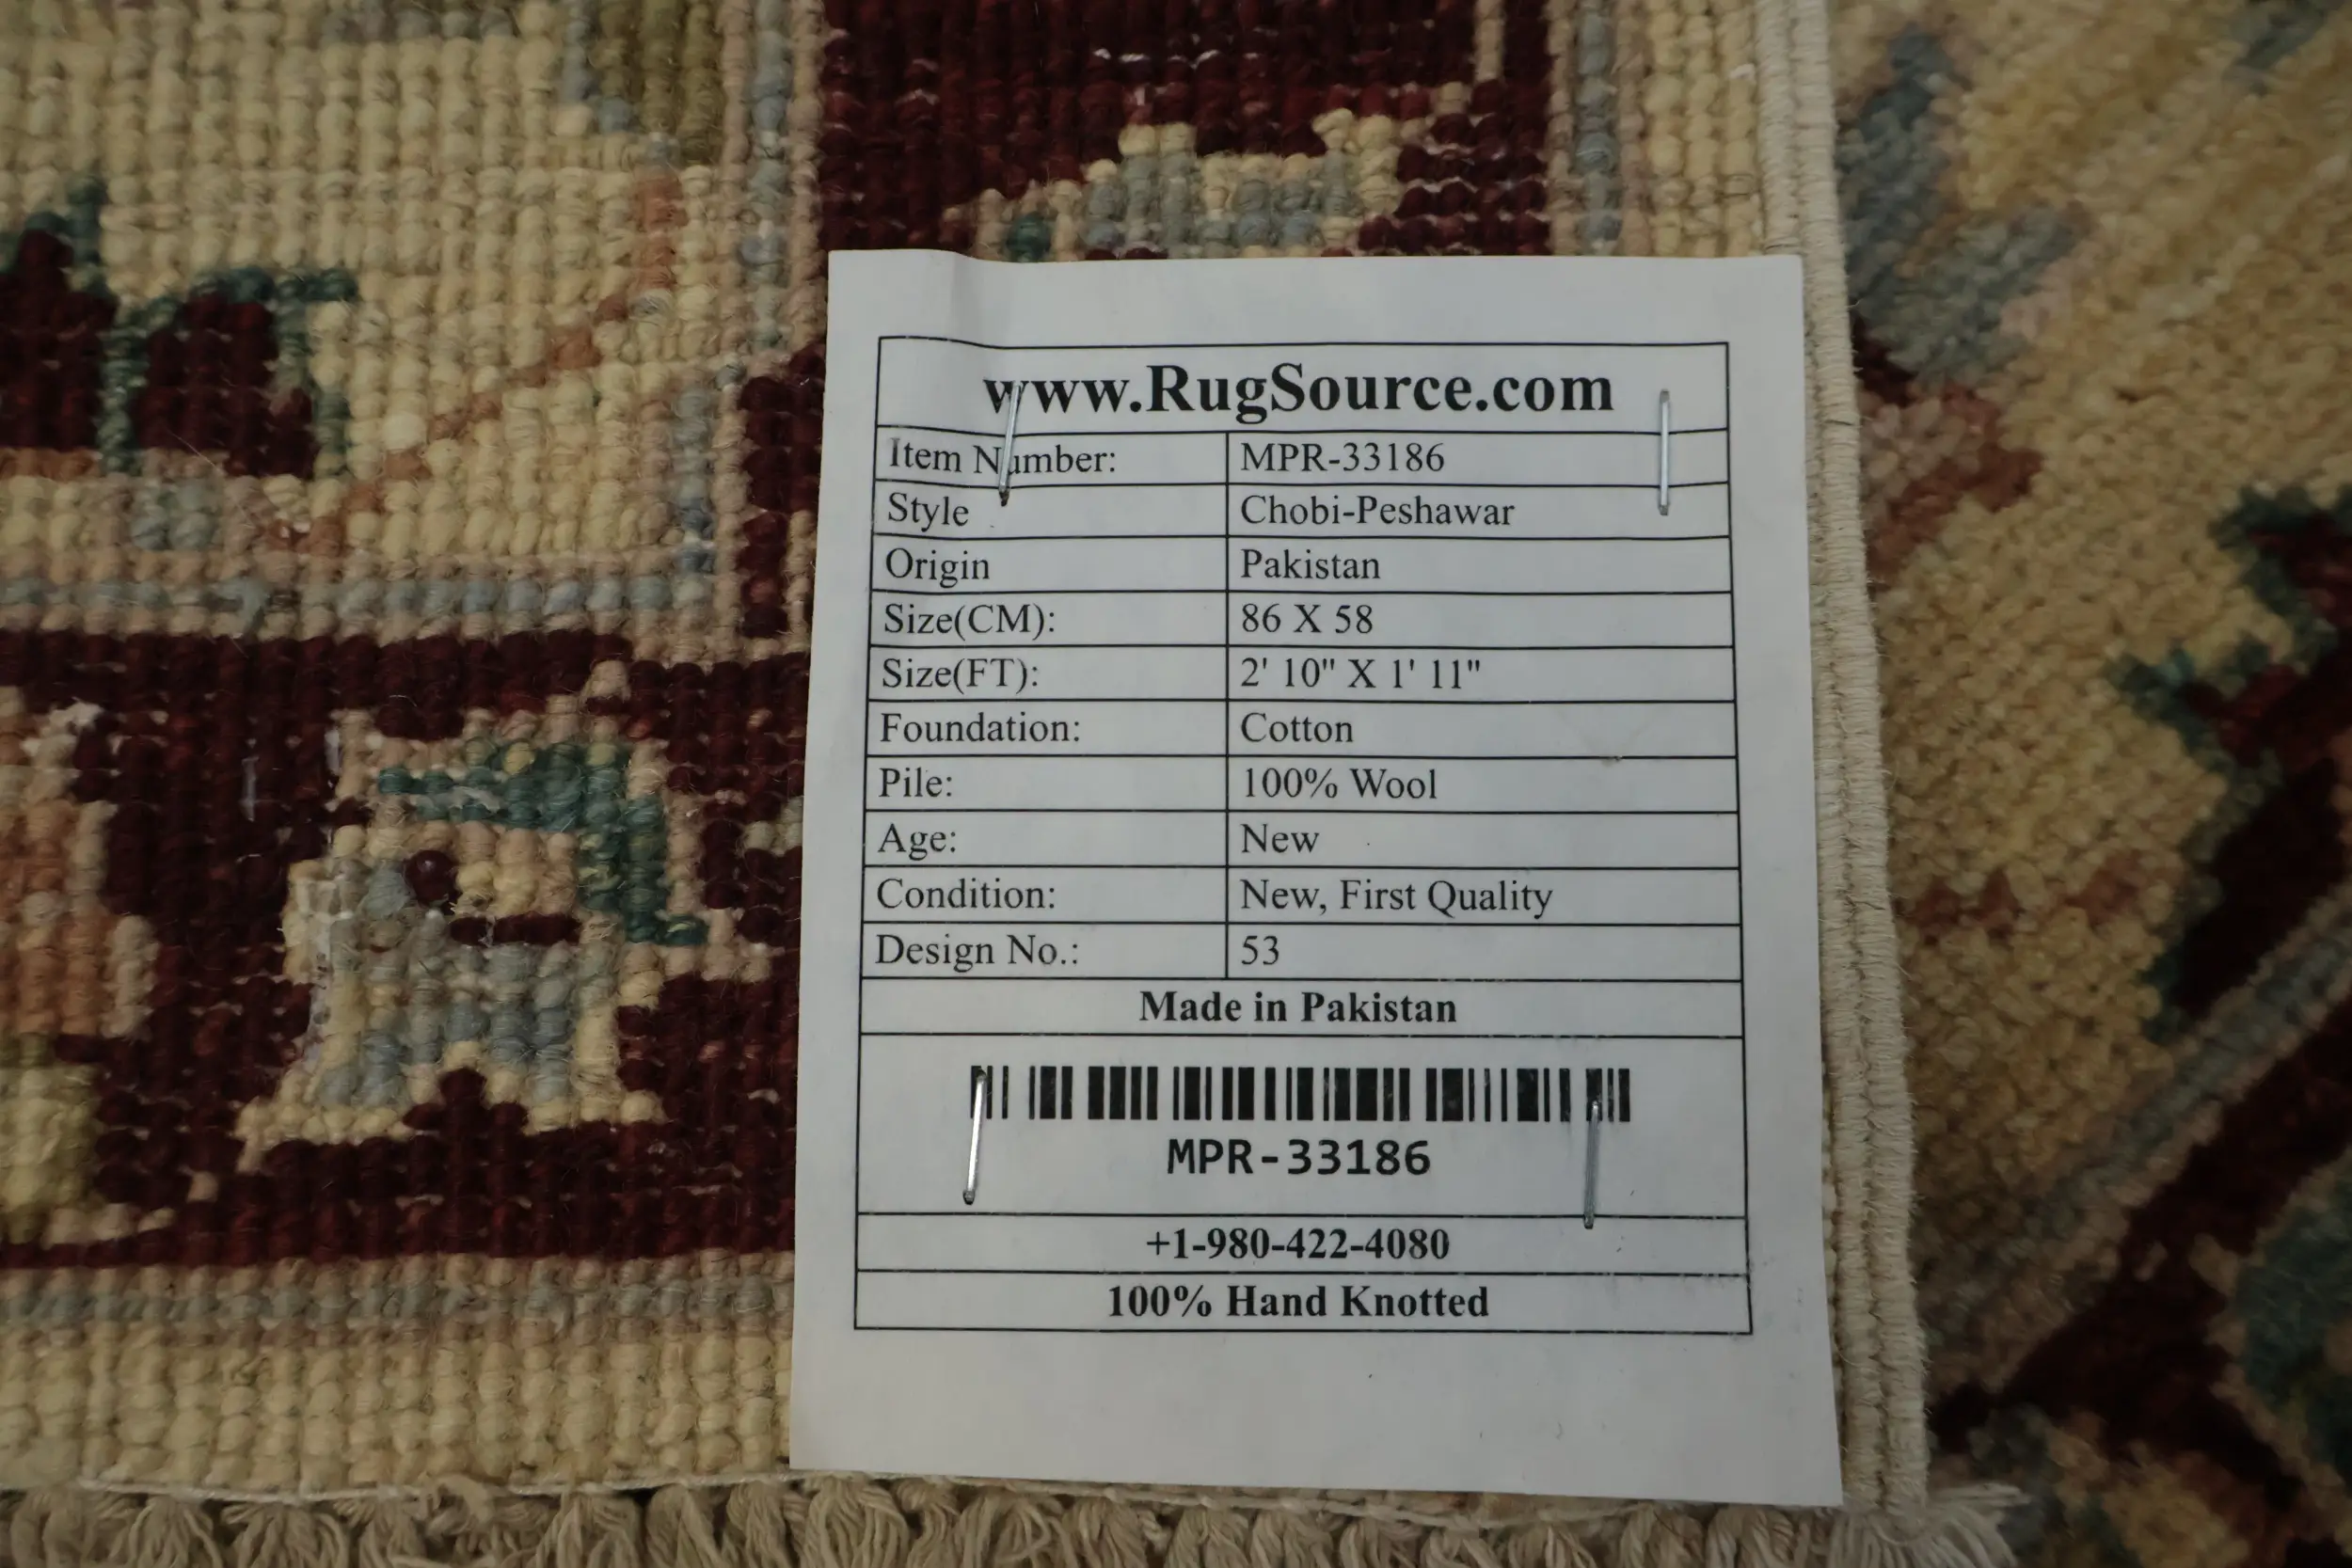 www.RugSource.com
Item Number: MPR-33186
Style Chobi-Peshawar
Origin Pakistan
Size(CM): 86 X 58
Size(FT): 2' 10" X 1' 11"
Foundation: Cotton
Pile: 100% Wool
Age: New
Condition: New, First Quality
Design No.: 53
Made in Pakistan
MPR-33186
+1-980-422-4080
100% Hand Knotted